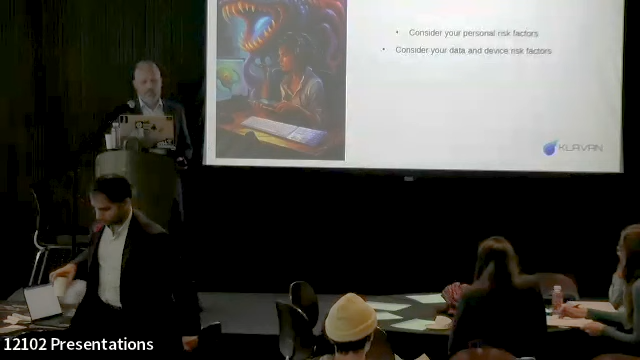 Consider your personal risk factors
Consider your data and device risk factors
KLAVAN
12102 Presentations